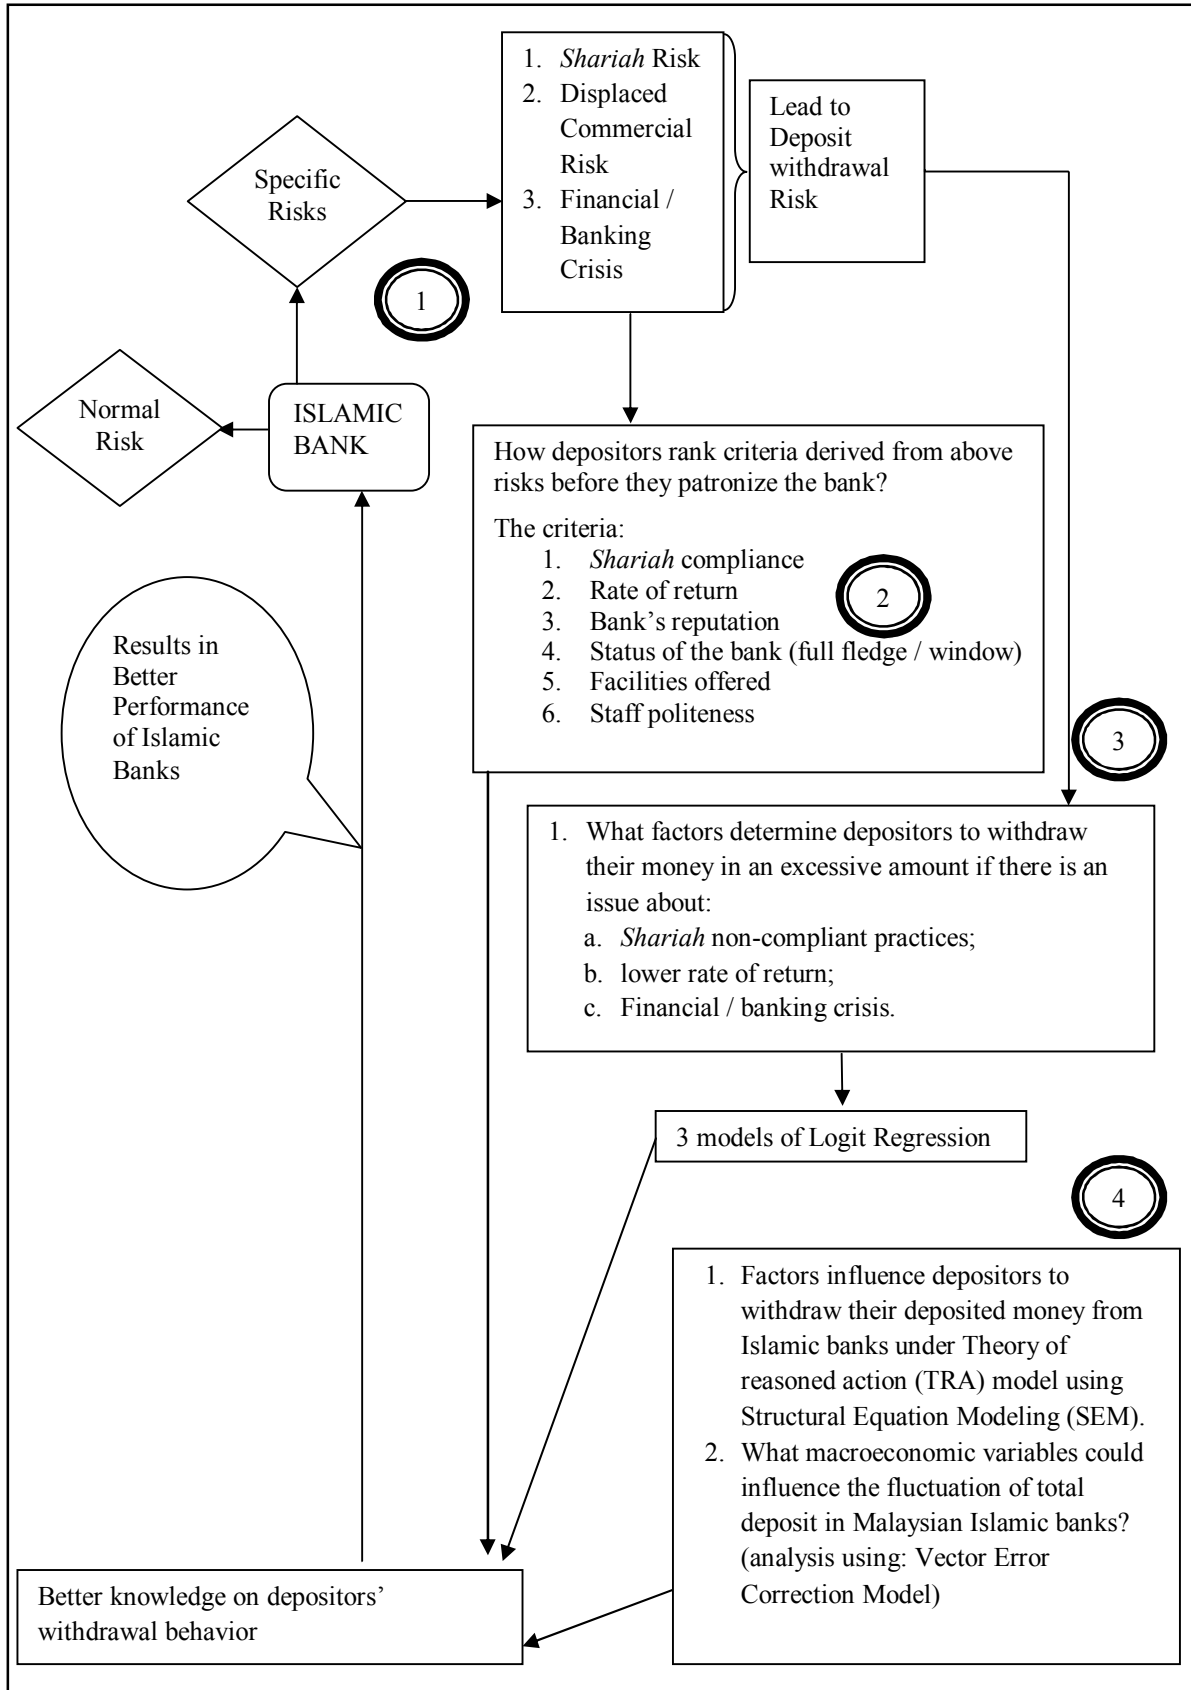 1. Shariah Risk
2. Displaced
Commercial
Risk
3. Financial /
Banking
Crisis
Lead to
Deposit
withdrawal
Risk
Specific
Risks
1
Normal
Risk
ISLAMIC
BANK
How depositors rank criteria derived from above
risks before they patronize the bank?
The criteria:
1. Shariah compliance
2. Rate of return
3. Bank’s reputation
4. Status of the bank (full fledge / window)
5. Facilities offered
6. Staff politeness
2
Results in
Better
Performance
of Islamic
Banks
3
1. What factors determine depositors to withdraw
their money in an excessive amount if there is an
issue about:
a. Shariah non-compliant practices;
b. lower rate of return;
c. Financial / banking crisis.
3 models of Logit Regression
4
1. Factors influence depositors to
withdraw their deposited money from
Islamic banks under Theory of
reasoned action (TRA) model using
Structural Equation Modeling (SEM).
2. What macroeconomic variables could
influence the fluctuation of total
deposit in Malaysian Islamic banks?
(analysis using: Vector Error
Correction Model)
Better knowledge on depositors’
withdrawal behavior